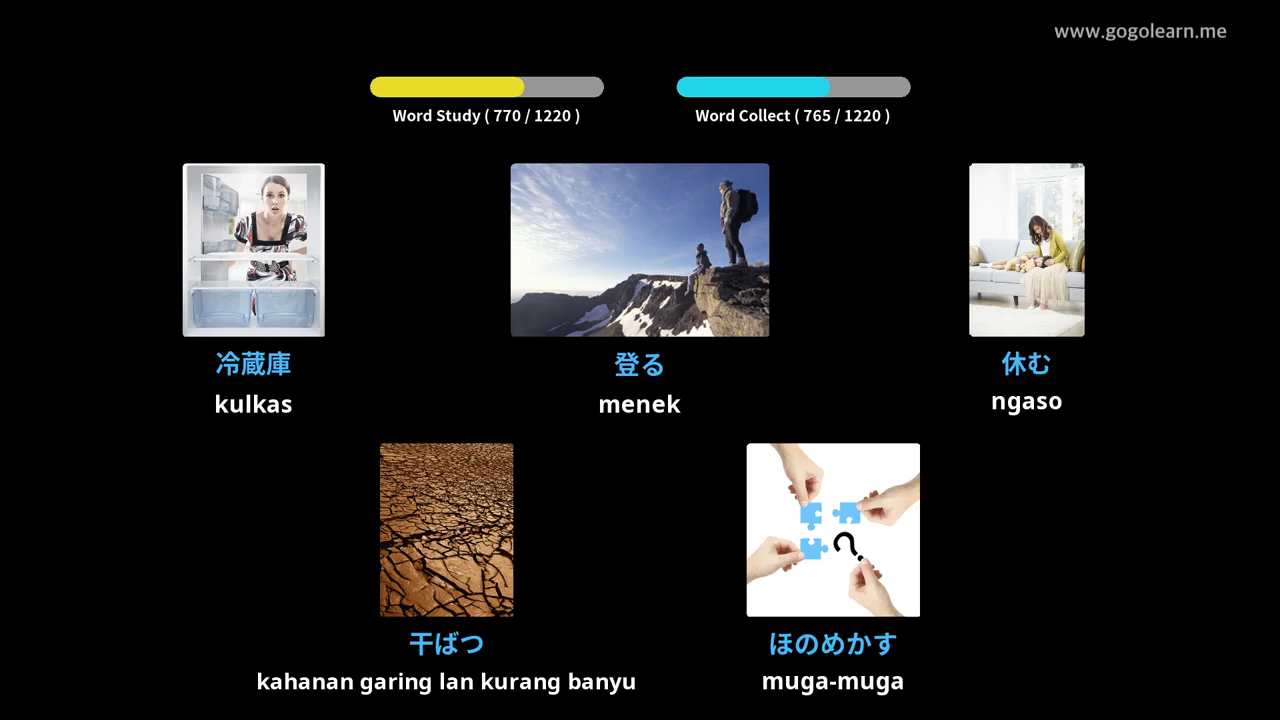 www.gogolearn.me
Word Study ( 770 / 1220 )
Word Collect ( 765 / 1220 )
冷蔵庫
kulkas
登る
menek
休む
ngaso
干ばつ
kahanan garing lan kurang banyu
ほのめかす
muga-muga